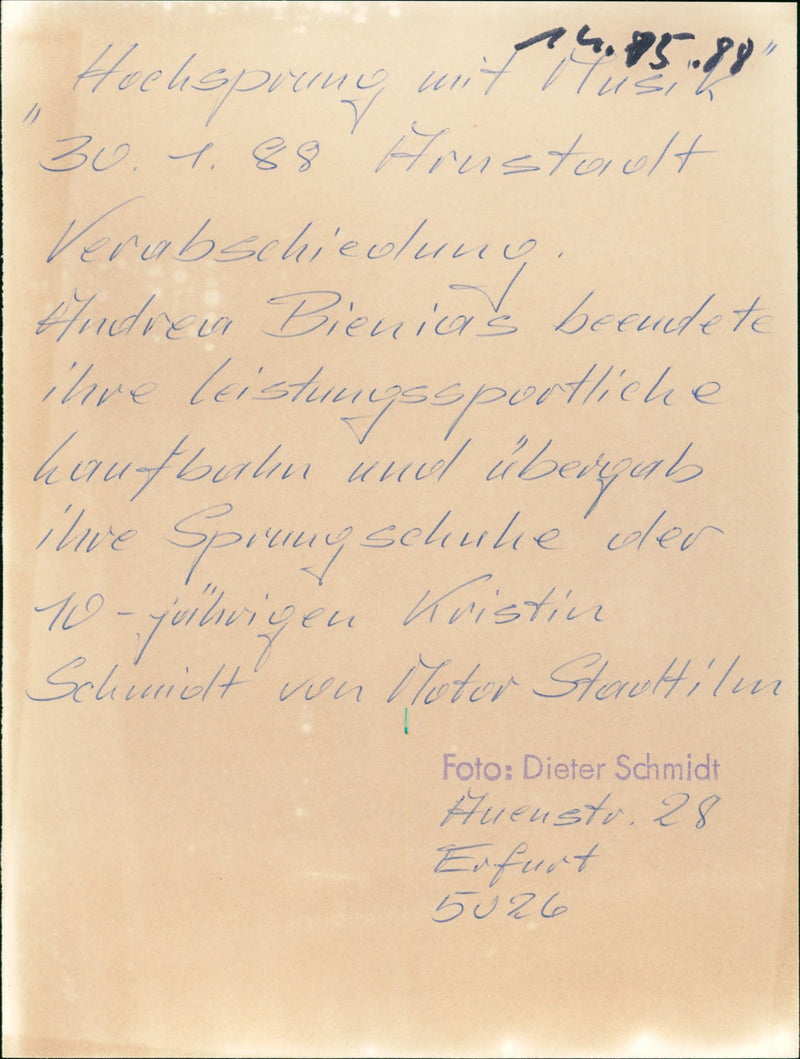 14.05.88
„Hochsprung mit Musik"
30. 1. 88 Arnstadt
Verabschiedung.
Andrea Bienias beendete
ihre leistungssportliche
Laufbahn und übergab
ihre Sprungschuhe der
10-jährigen Kristin
Schmidt von Motor Stadtilm
Foto: Dieter Schmidt
Auenstr. 28
Erfurt
5026